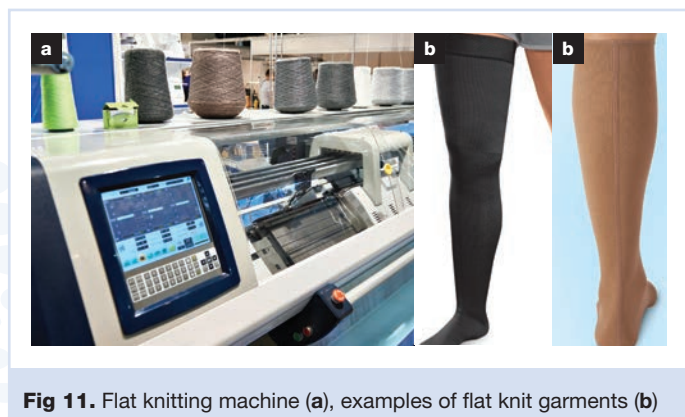 a
b
b
Fig 11. Flat knitting machine (a), examples of flat knit garments (b)